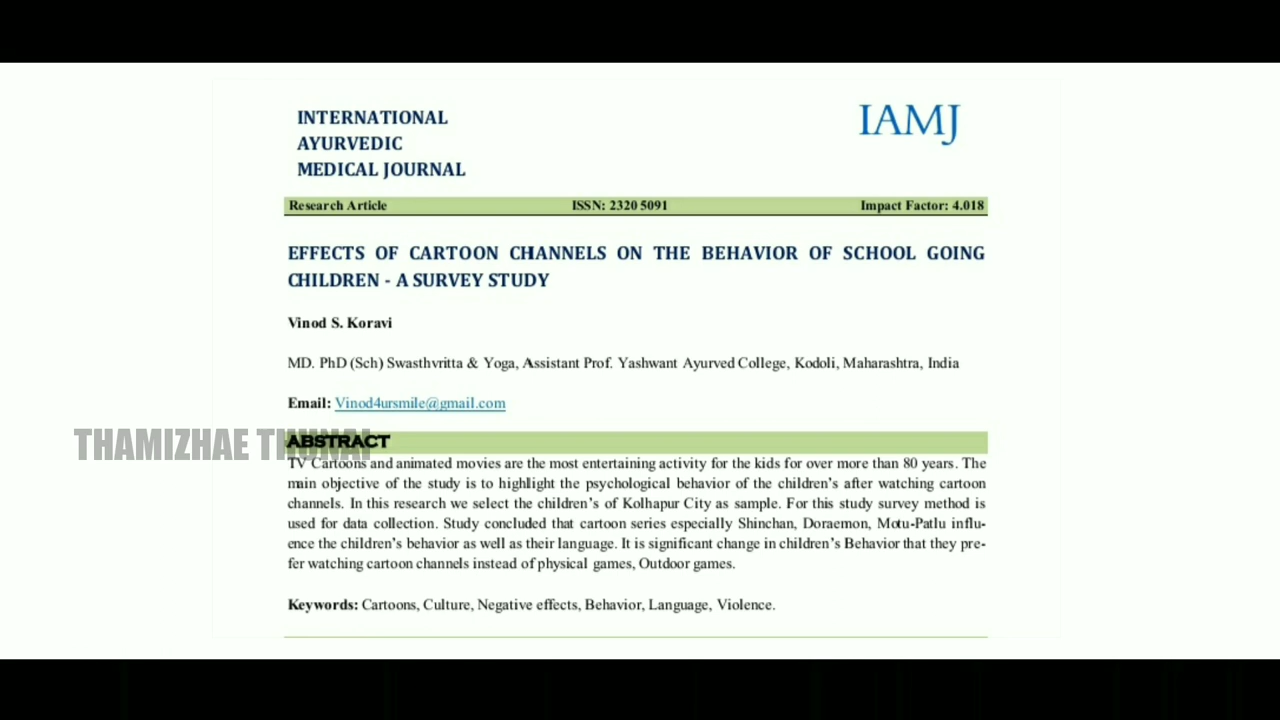 INTERNATIONAL
AYURVEDIC
MEDICAL JOURNAL
IAMJ
Research Article ISSN: 2320 5091 Impact Factor: 4.018
EFFECTS OF CARTOON CHANNELS ON THE BEHAVIOR OF SCHOOL GOING
CHILDREN - A SURVEY STUDY
Vinod S. Koravi
MD. PhD (Sch) Swasthvritta & Yoga, Assistant Prof. Yashwant Ayurved College, Kodoli, Maharashtra, India
Email: Vinod4ursmile@gmail.com
THAMIZHAE THUNAI
ABSTRACT
TV Cartoons and animated movies are the most entertaining activity for the kids for over more than 80 years. The
main objective of the study is to highlight the psychological behavior of the children's after watching cartoon
channels. In this research we select the children's of Kolhapur City as sample. For this study survey method is
used for data collection. Study concluded that cartoon series especially Shinchan, Doraemon, Motu-Patlu influ-
ence the children's behavior as well as their language. It is significant change in children's Behavior that they pre-
fer watching cartoon channels instead of physical games, Outdoor games.
Keywords: Cartoons, Culture, Negative effects, Behavior, Language, Violence.